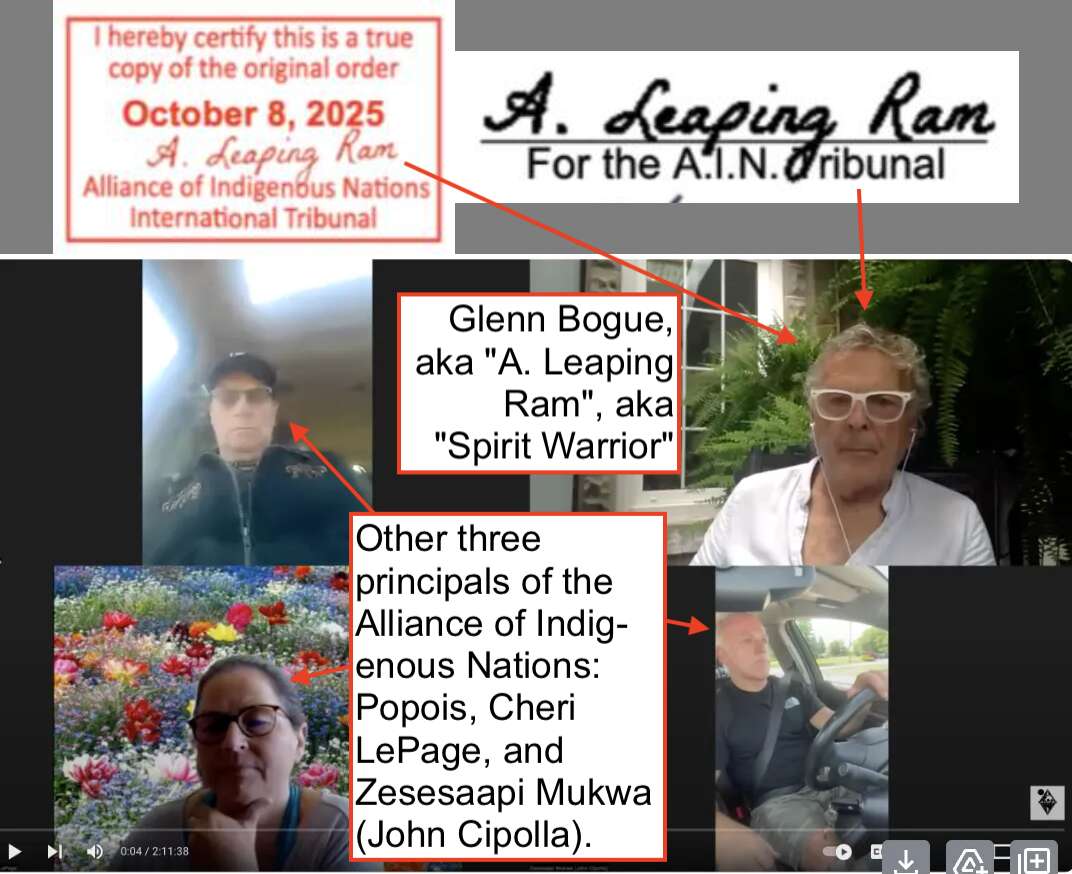 I hereby certify this is a true
copy of the original order
October 8, 2025
A. Leaping Ram
Alliance of Indigenous Nations
International Tribunal
A. Leaping Ram
For the A.I.N. Tribunal
Glenn Bogue,
aka "A. Leaping
Ram", aka
"Spirit Warrior"
Other three
principals of the
Alliance of Indig-
enous Nations:
Popois, Cheri
LePage, and
Zesesaapi Mukwa
(John Cipolla).
0:04 / 2:11:38